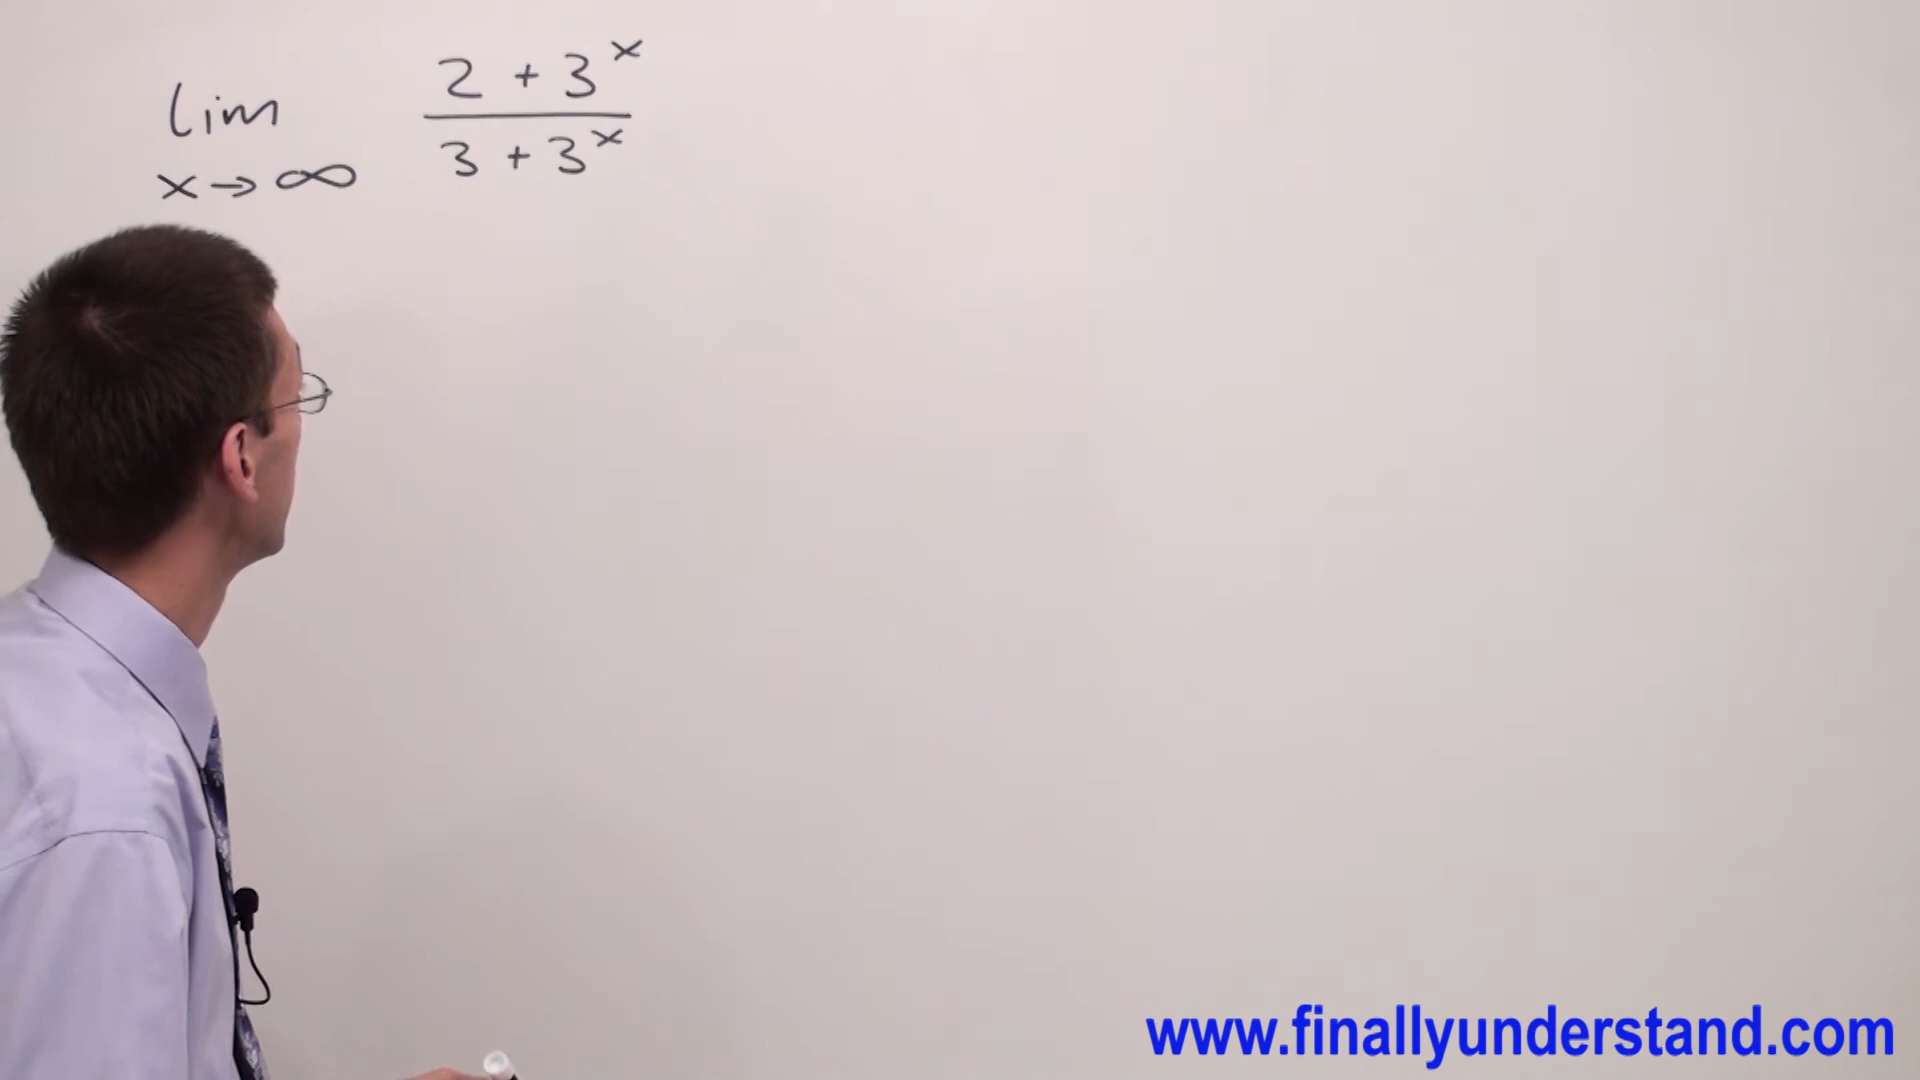 lim 2 + 3^x
x → ∞ 3 + 3^x
www.finallyunderstand.com